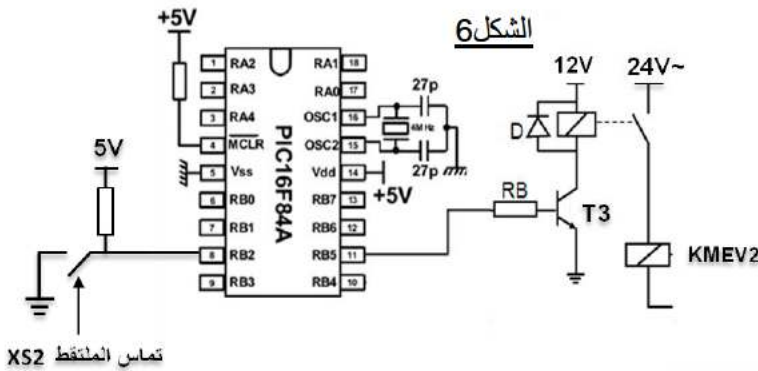 الشكل6
+5V
1 RA2 RA1 18
2 RA3 RA0 17
3 RA4 OSC1 16
4 MCLR OSC2 15
5 Vss Vdd 14
6 RB0 RB7 13
7 RB1 RB6 12
8 RB2 RB5 11
9 RB3 RB4 10
PIC16F84A
27p
4MHz
27p
+5V
5V
XS2 تماس الملتقط
12V
24V~
D
RB
T3
KMEV2